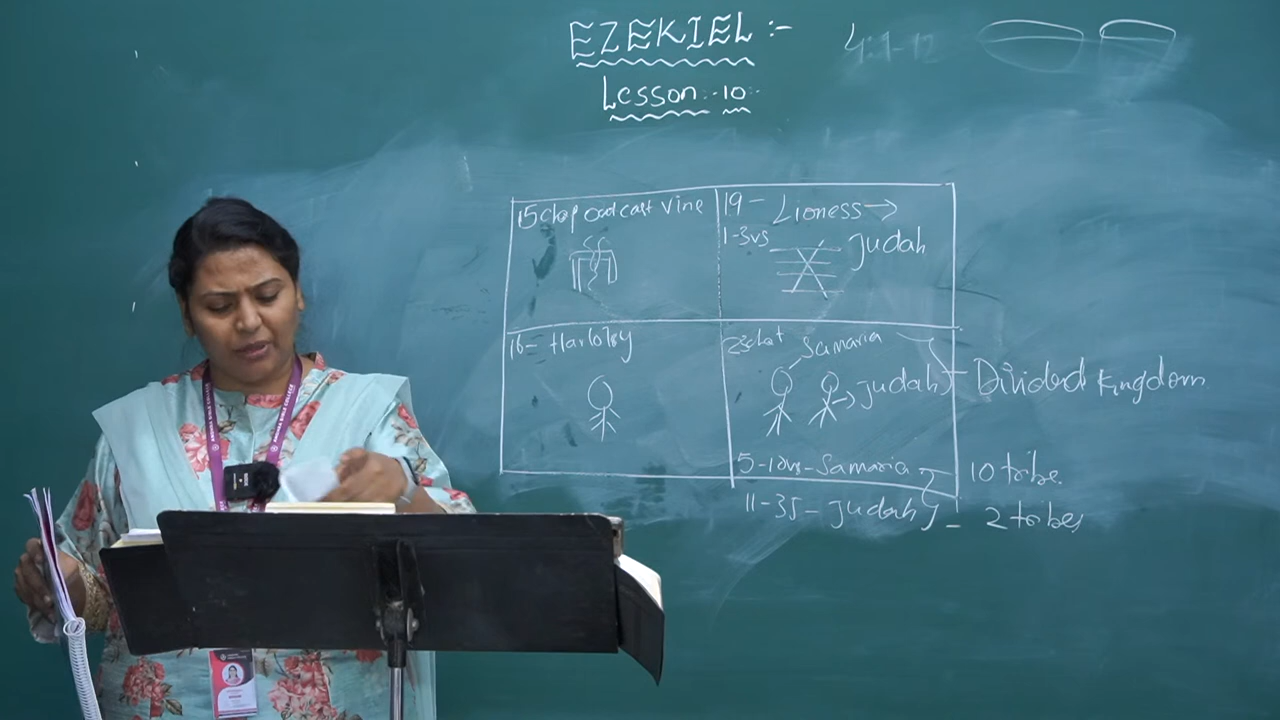 EZEKIEL :-
4:1-12
Lesson :-10:-
15 chap outcast vine
19 - Lioness →
1-3vs
Judah
16- Harlotry
23chat Samaria
Judah
Divided kingdom
5-10vs-Samaria
10 tribe.
11-35- Judah
- 2 tribes